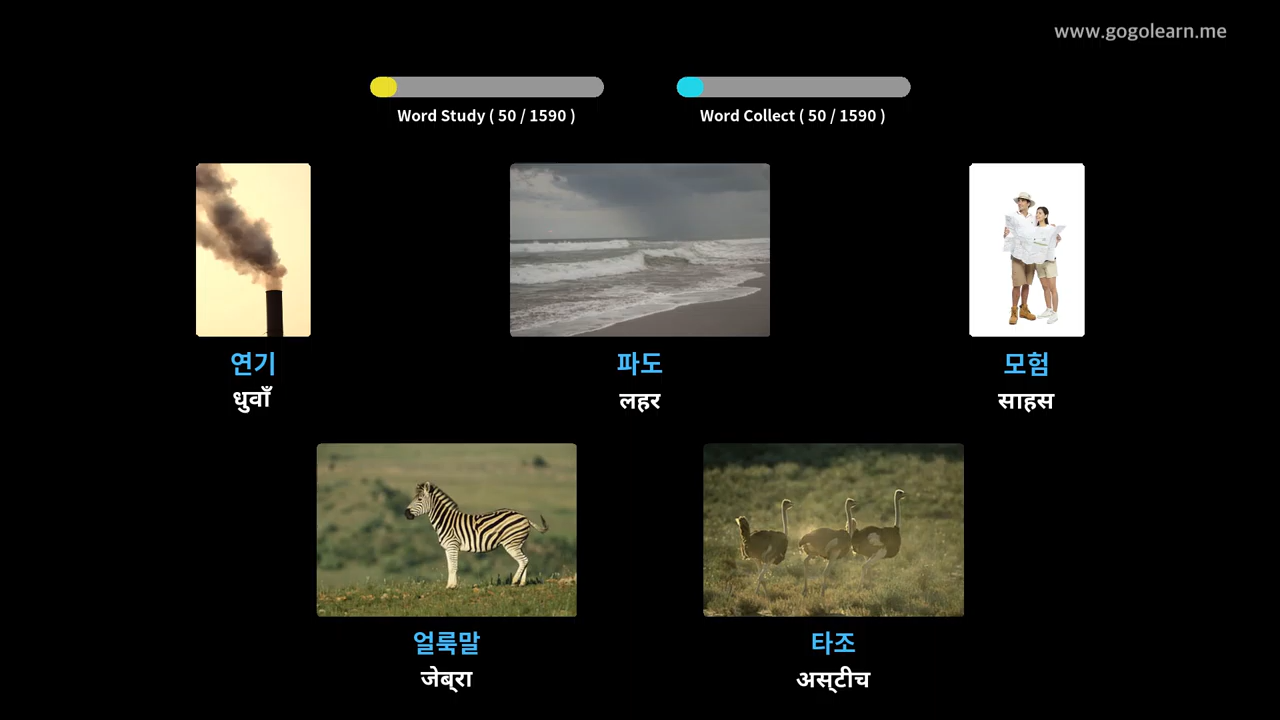 www.gogolearn.me
Word Study ( 50 / 1590 )
Word Collect ( 50 / 1590 )
연기
धुवाँ
파도
लहर
모험
साहस
얼룩말
जेब्रा
타조
अस्टीच